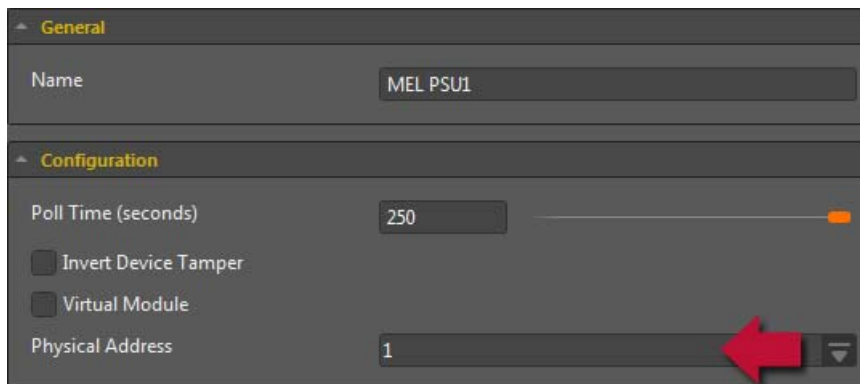 General
Name
MEL PSU1
Configuration
Poll Time (seconds)
250
Invert Device Tamper
Virtual Module
Physical Address
1